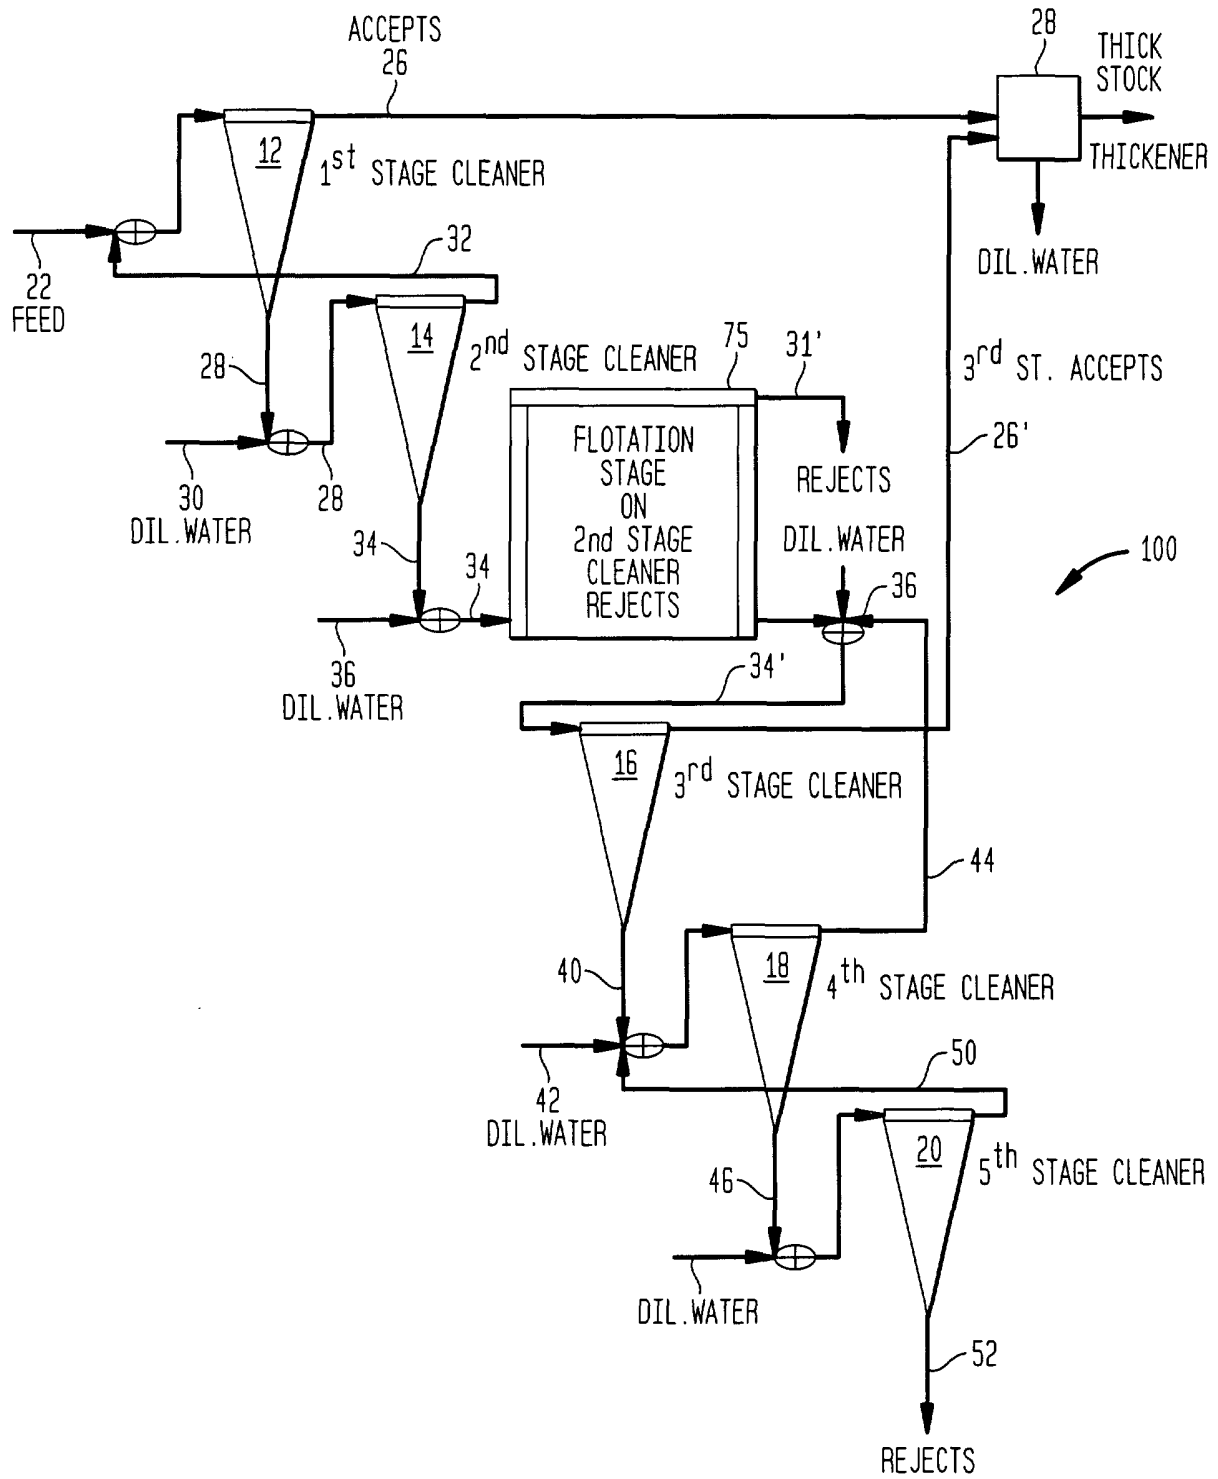 ACCEPTS
26
28
THICK
STOCK
THICKENER
DIL.WATER
12
1st STAGE CLEANER
22
FEED
32
14
2nd STAGE CLEANER
28
30
DIL.WATER
28
75
31'
REJECTS
FLOTATION
STAGE
ON
2nd STAGE
CLEANER
REJECTS
3rd ST. ACCEPTS
26'
100
DIL.WATER
36
34
34
36
DIL.WATER
34'
16
3rd STAGE CLEANER
44
40
18
4th STAGE CLEANER
42
DIL.WATER
50
20
5th STAGE CLEANER
46
DIL.WATER
52
REJECTS